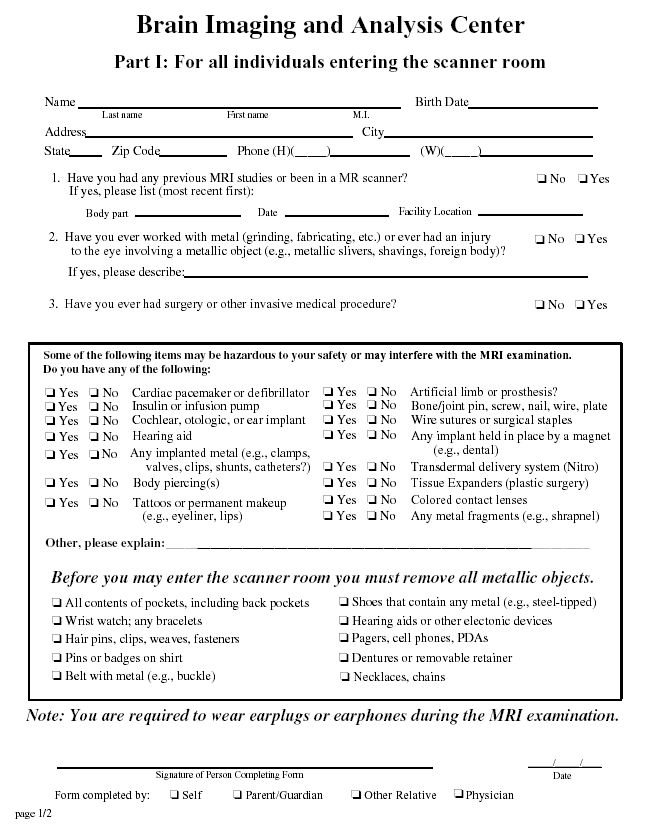 Brain Imaging and Analysis Center
Part I: For all individuals entering the scanner room
Name Birth Date
Last name First name M.I.
Address City
State Zip Code Phone (H)(_____) (W)(_____)
1. Have you had any previous MRI studies or been in a MR scanner? ❏ No ❏ Yes
If yes, please list (most recent first):
Body part Date Facility Location
2. Have you ever worked with metal (grinding, fabricating, etc.) or ever had an injury ❏ No ❏ Yes
to the eye involving a metallic object (e.g., metallic slivers, shavings, foreign body)?
If yes, please describe:
3. Have you ever had surgery or other invasive medical procedure? ❏ No ❏ Yes
Some of the following items may be hazardous to your safety or may interfere with the MRI examination.
Do you have any of the following:
❏ Yes ❏ No Cardiac pacemaker or defibrillator
❏ Yes ❏ No Insulin or infusion pump
❏ Yes ❏ No Cochlear, otologic, or ear implant
❏ Yes ❏ No Hearing aid
❏ Yes ❏ No Any implanted metal (e.g., clamps,
valves, clips, shunts, catheters?)
❏ Yes ❏ No Body piercing(s)
❏ Yes ❏ No Tattoos or permanent makeup
(e.g., eyeliner, lips)
❏ Yes ❏ No Artificial limb or prosthesis?
❏ Yes ❏ No Bone/joint pin, screw, nail, wire, plate
❏ Yes ❏ No Wire sutures or surgical staples
❏ Yes ❏ No Any implant held in place by a magnet
(e.g., dental)
❏ Yes ❏ No Transdermal delivery system (Nitro)
❏ Yes ❏ No Tissue Expanders (plastic surgery)
❏ Yes ❏ No Colored contact lenses
❏ Yes ❏ No Any metal fragments (e.g., shrapnel)
Other, please explain:
Before you may enter the scanner room you must remove all metallic objects.
❏ All contents of pockets, including back pockets
❏ Wrist watch; any bracelets
❏ Hair pins, clips, weaves, fasteners
❏ Pins or badges on shirt
❏ Belt with metal (e.g., buckle)
❏ Shoes that contain any metal (e.g., steel-tipped)
❏ Hearing aids or other electonic devices
❏ Pagers, cell phones, PDAs
❏ Dentures or removable retainer
❏ Necklaces, chains
Note: You are required to wear earplugs or earphones during the MRI examination.
____/____/___
Signature of Person Completing Form Date
Form completed by: ❏ Self ❏ Parent/Guardian ❏ Other Relative ❏ Physician
page 1/2